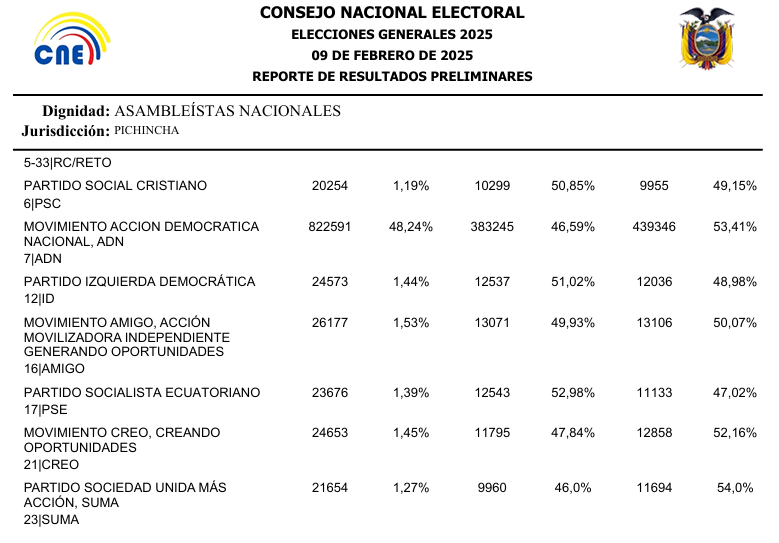 CONSEJO NACIONAL ELECTORAL
ELECCIONES GENERALES 2025
09 DE FEBRERO DE 2025
REPORTE DE RESULTADOS PRELIMINARES
CNE
Dignidad: ASAMBLEÍSTAS NACIONALES
Jurisdicción: PICHINCHA
5-33|RC/RETO
PARTIDO SOCIAL CRISTIANO 20254 1,19% 10299 50,85% 9955 49,15%
6|PSC
MOVIMIENTO ACCION DEMOCRATICA 822591 48,24% 383245 46,59% 439346 53,41%
NACIONAL, ADN
7|ADN
PARTIDO IZQUIERDA DEMOCRÁTICA 24573 1,44% 12537 51,02% 12036 48,98%
12|ID
MOVIMIENTO AMIGO, ACCIÓN 26177 1,53% 13071 49,93% 13106 50,07%
MOVILIZADORA INDEPENDIENTE
GENERANDO OPORTUNIDADES
16|AMIGO
PARTIDO SOCIALISTA ECUATORIANO 23676 1,39% 12543 52,98% 11133 47,02%
17|PSE
MOVIMIENTO CREO, CREANDO 24653 1,45% 11795 47,84% 12858 52,16%
OPORTUNIDADES
21|CREO
PARTIDO SOCIEDAD UNIDA MÁS 21654 1,27% 9960 46,0% 11694 54,0%
ACCIÓN, SUMA
23|SUMA